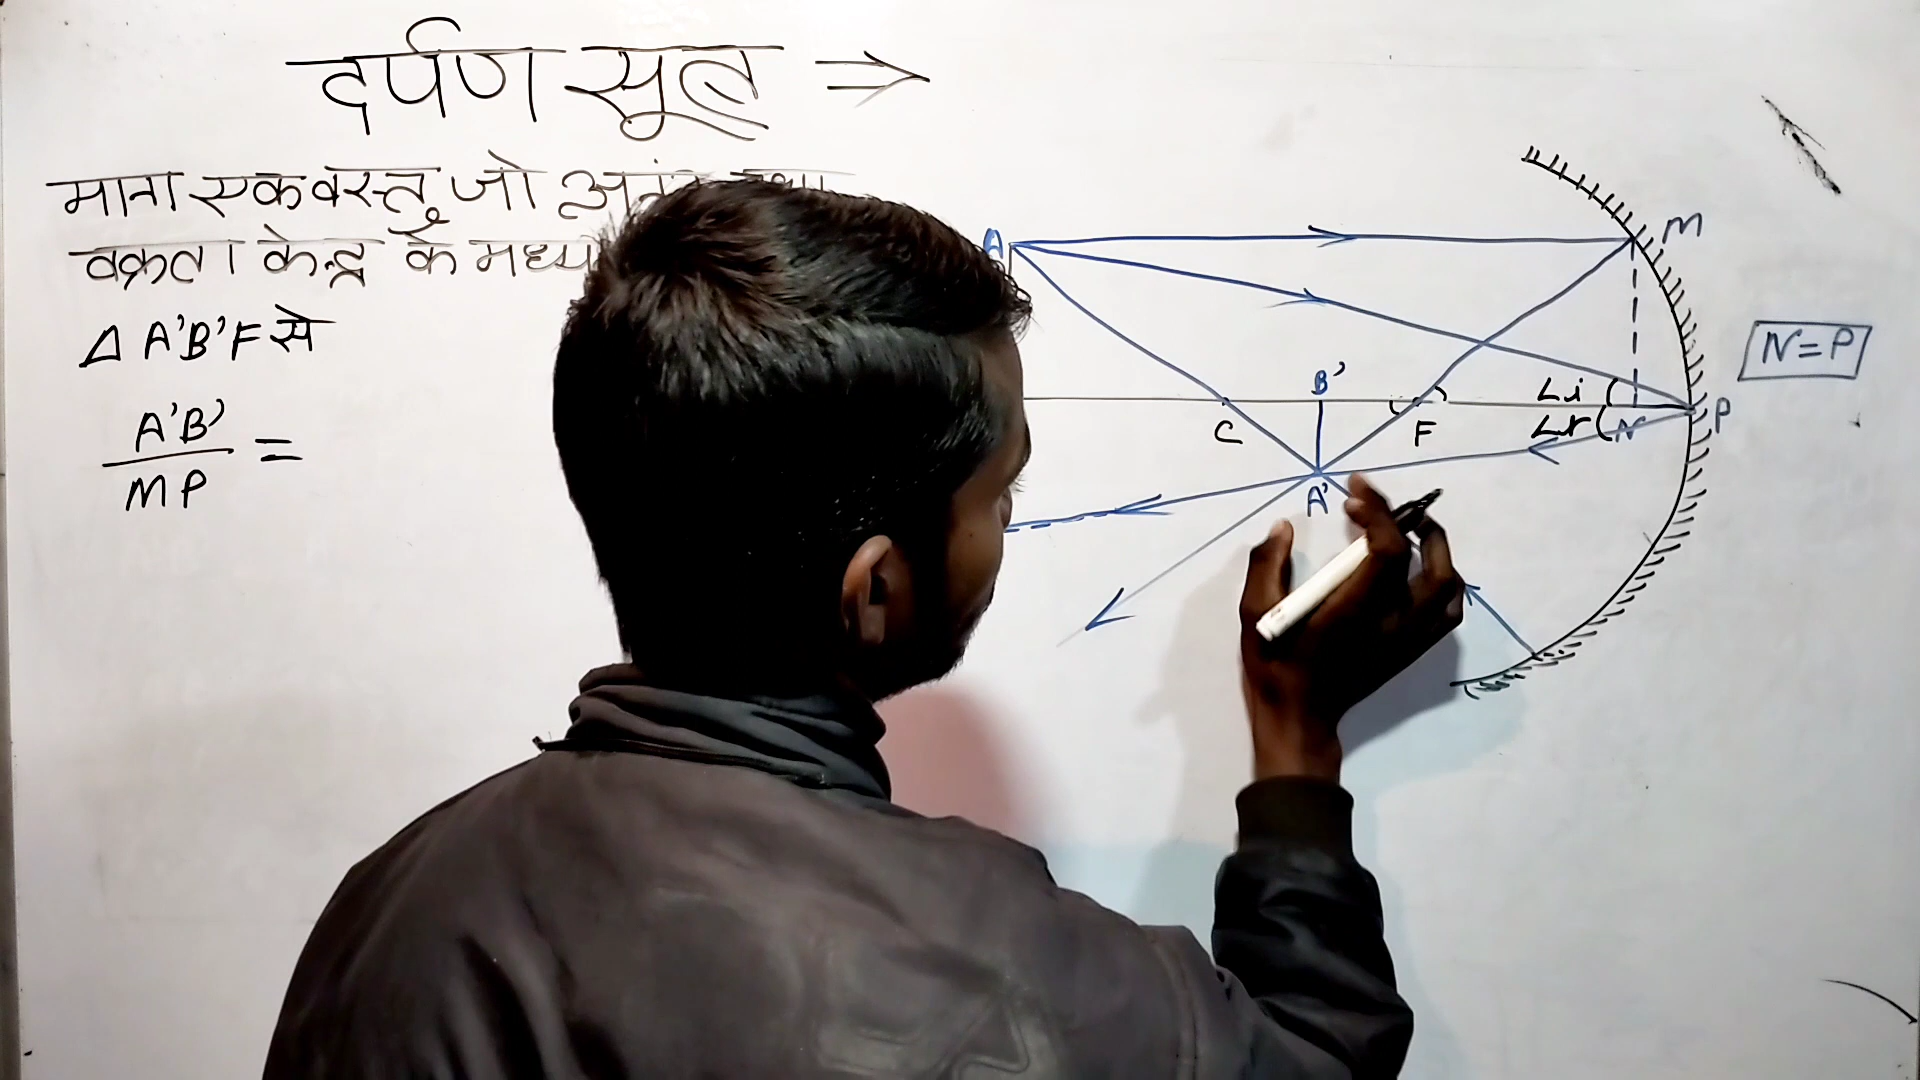 दर्पण सूत्र ⇒
माना एक वस्तु जो
वक्रता केन्द्र के मध्य
Δ A'B'F से
A'B'/MP =
A
M
N=P
B'
∠i
C
F
∠r
N
P
A'